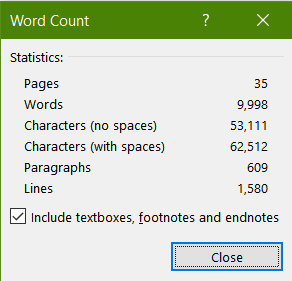 Word Count ? ×
Statistics:
Pages 35
Words 9,998
Characters (no spaces) 53,111
Characters (with spaces) 62,512
Paragraphs 609
Lines 1,580
Include textboxes, footnotes and endnotes
Close